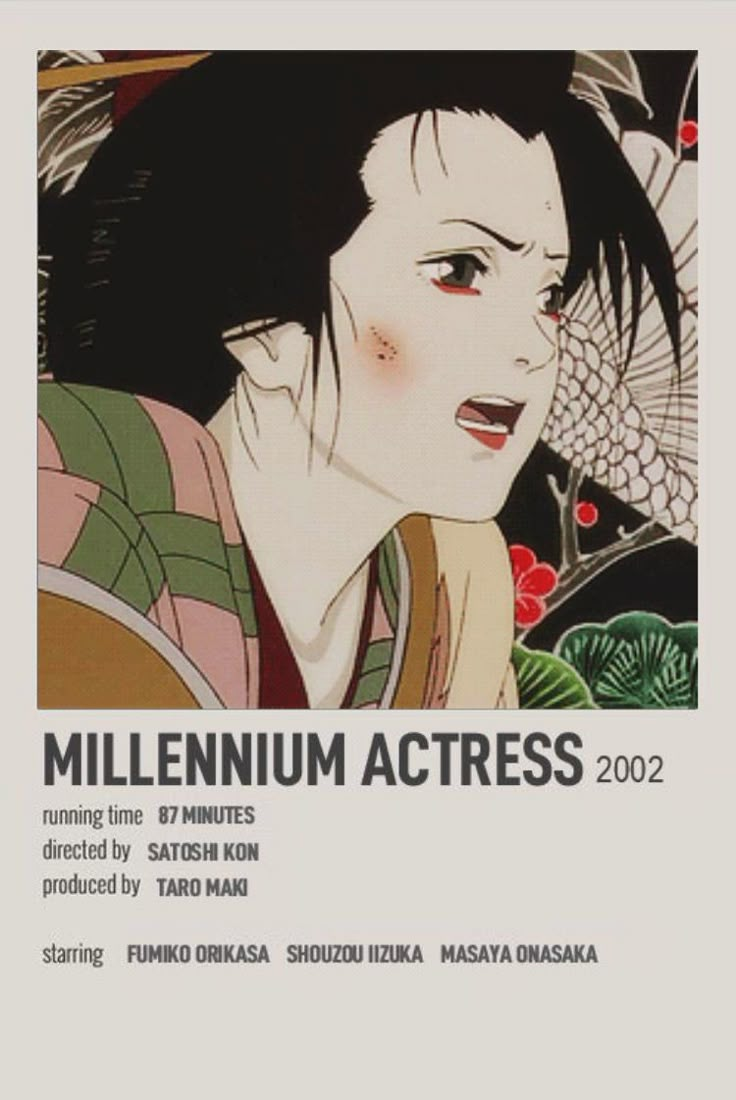 MILLENNIUM ACTRESS 2002
running time 87 MINUTES
directed by SATOSHI KON
produced by TARO MAKI
starring FUMIKO ORIKASA SHOUZOU IIZUKA MASAYA ONASAKA